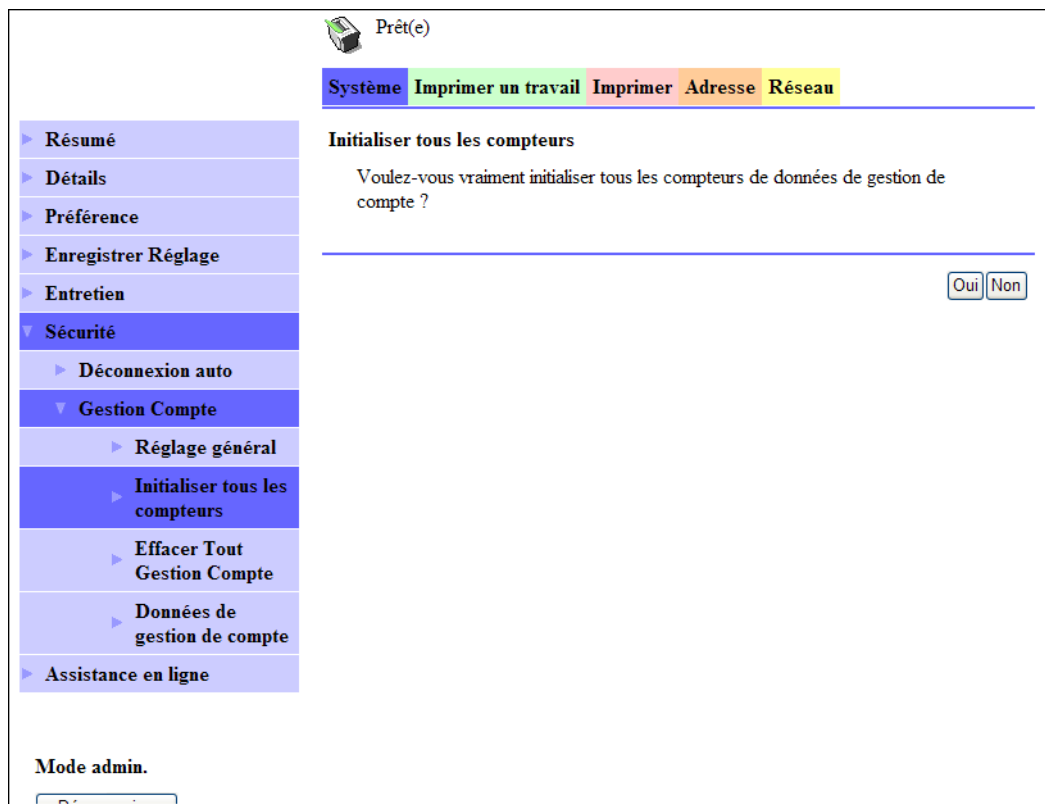 Prêt(e)
Système Imprimer un travail Imprimer Adresse Réseau
Résumé
Détails
Préférence
Enregistrer Réglage
Entretien
Sécurité
Déconnexion auto
Gestion Compte
Réglage général
Initialiser tous les
compteurs
Effacer Tout
Gestion Compte
Données de
gestion de compte
Assistance en ligne
Mode admin.
Initialiser tous les compteurs
Voulez-vous vraiment initialiser tous les compteurs de données de gestion de
compte ?
Oui Non